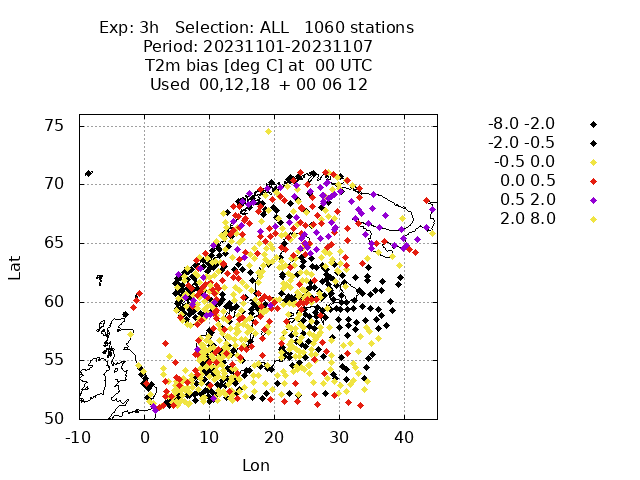 Exp: 3h Selection: ALL 1060 stations
Period: 20231101-20231107
T2m bias [deg C] at 00 UTC
Used 00,12,18 + 00 06 12
75
70
65
60
55
50
Lat
-10 0 10 20 30 40
Lon
-8.0 -2.0
-2.0 -0.5
-0.5 0.0
0.0 0.5
0.5 2.0
2.0 8.0